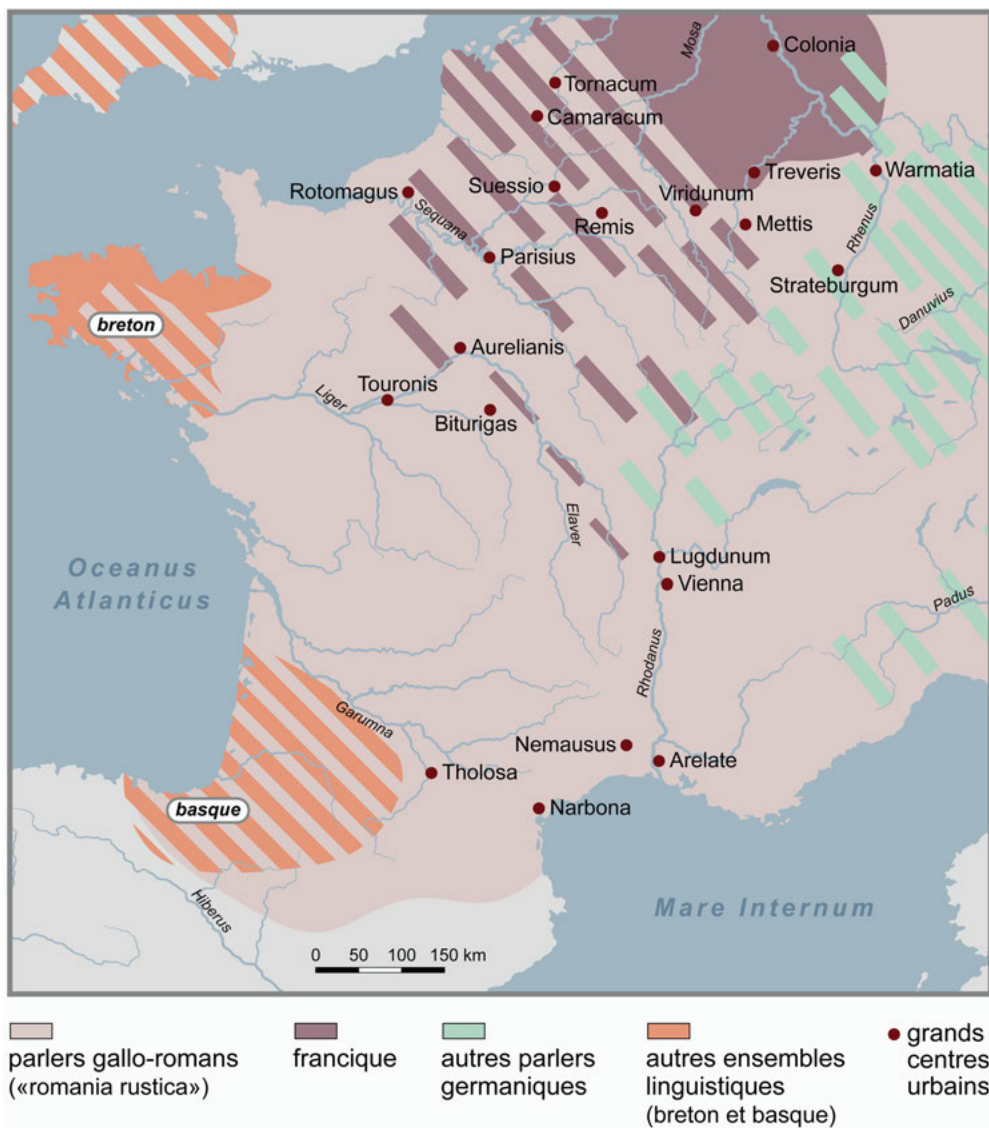 Colonia
Mosa
Tornacum
Camaracum
Treveris
Warmatia
Rotomagus
Suessio
Viridunum
Sequana
Remis
Mettis
Rhenus
Parisius
Strateburgum
Danuvius
breton
Aurelianis
Touronis
Liger
Biturigas
Elaver
Oceanus
Atlanticus
Lugdunum
Vienna
Padus
Rhodanus
Garumna
Nemausus
Arelate
Tholosa
basque
Narbona
Hiberus
Mare Internum
0 50 100 150 km
parlers gallo-romans
(«romania rustica»)
francique
autres parlers
germaniques
autres ensembles
linguistiques
(breton et basque)
grands
centres
urbains